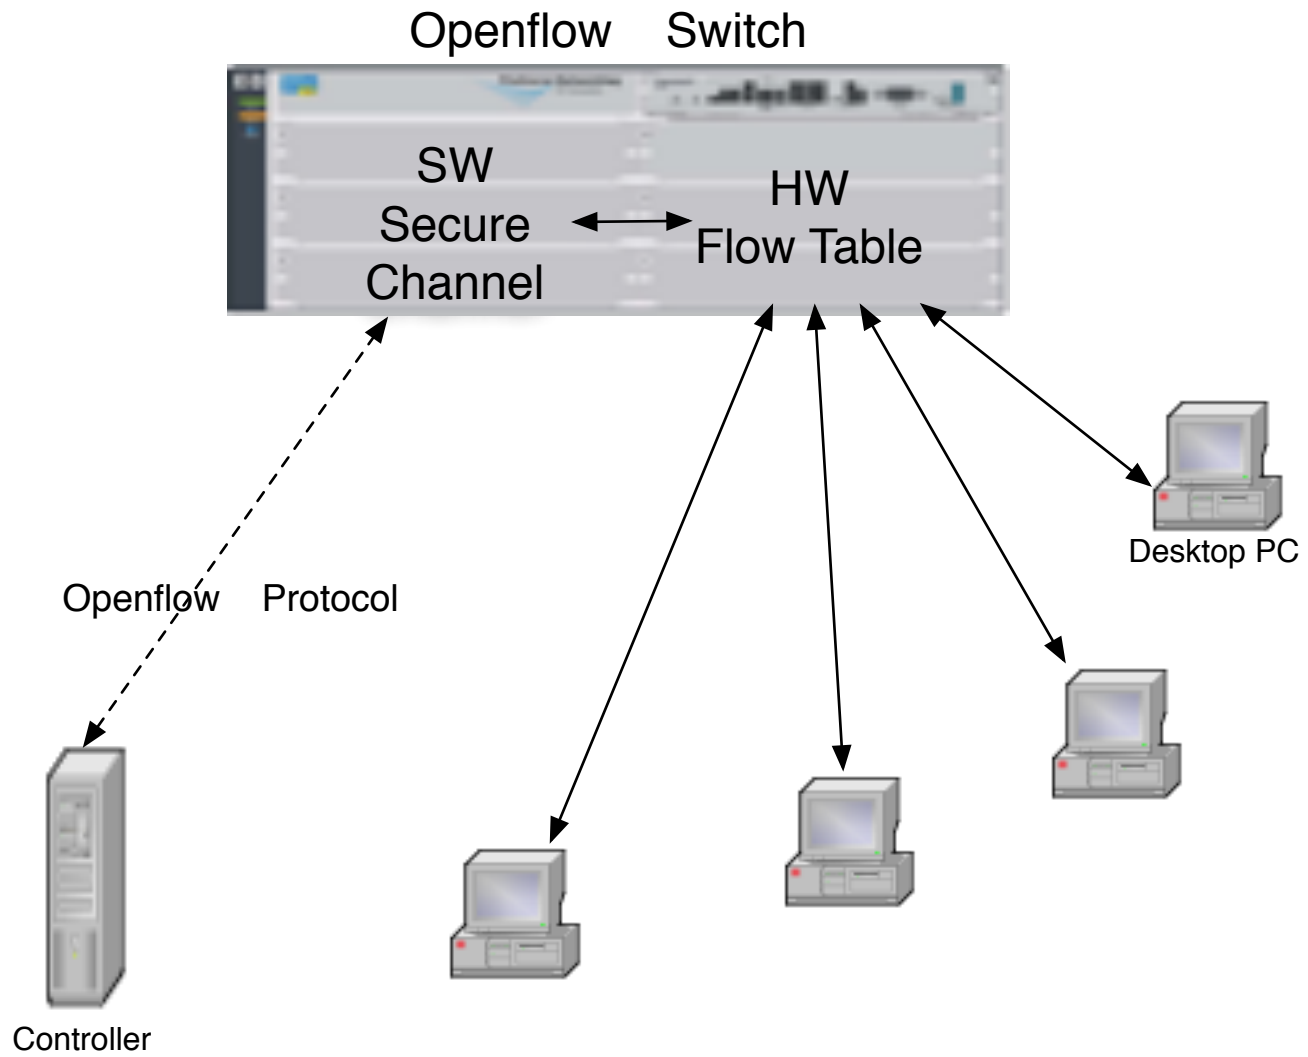 Openflow Switch
SW
Secure
Channel
HW
Flow Table
Desktop PC
Openflow Protocol
Controller